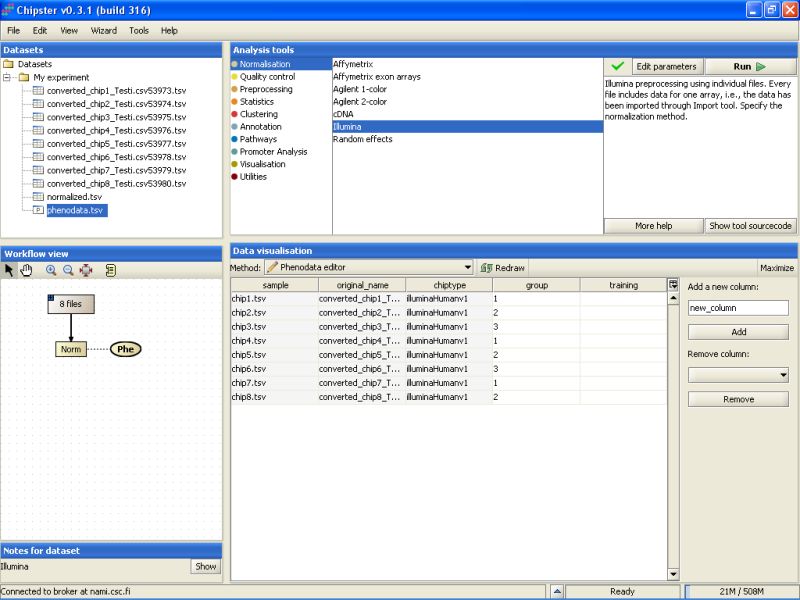 Chipster v0.3.1 (build 316)
File Edit View Wizard Tools Help
Datasets
Datasets
My experiment
converted_chip1_Testi.csv53973.tsv
converted_chip2_Testi.csv53974.tsv
converted_chip3_Testi.csv53975.tsv
converted_chip4_Testi.csv53976.tsv
converted_chip5_Testi.csv53977.tsv
converted_chip6_Testi.csv53978.tsv
converted_chip7_Testi.csv53979.tsv
converted_chip8_Testi.csv53980.tsv
normalized.tsv
P phenodata.tsv
Analysis tools
Normalisation
Quality control
Preprocessing
Statistics
Clustering
Annotation
Pathways
Promoter Analysis
Visualisation
Utilities
Affymetrix
Affymetrix exon arrays
Agilent 1-color
Agilent 2-color
cDNA
Illumina
Random effects
Edit parameters Run
Illumina preprocessing using individual files. Every
file includes data for one array, i.e., the data has
been imported through Import tool. Specify the
normalization method.
More help Show tool sourcecode
Workflow view
8 files
Norm Phe
Notes for dataset
Illumina Show
Data visualisation
Method: Phenodata editor Redraw Maximize
sample original_name chiptype group training
chip1.tsv converted_chip1_T... illuminaHumanv1 1
chip2.tsv converted_chip2_T... illuminaHumanv1 2
chip3.tsv converted_chip3_T... illuminaHumanv1 3
chip4.tsv converted_chip4_T... illuminaHumanv1 1
chip5.tsv converted_chip5_T... illuminaHumanv1 2
chip6.tsv converted_chip6_T... illuminaHumanv1 3
chip7.tsv converted_chip7_T... illuminaHumanv1 1
chip8.tsv converted_chip8_T... illuminaHumanv1 2
Add a new column:
new_column
Add
Remove column:
Remove
Connected to broker at nami.csc.fi Ready 21M / 508M